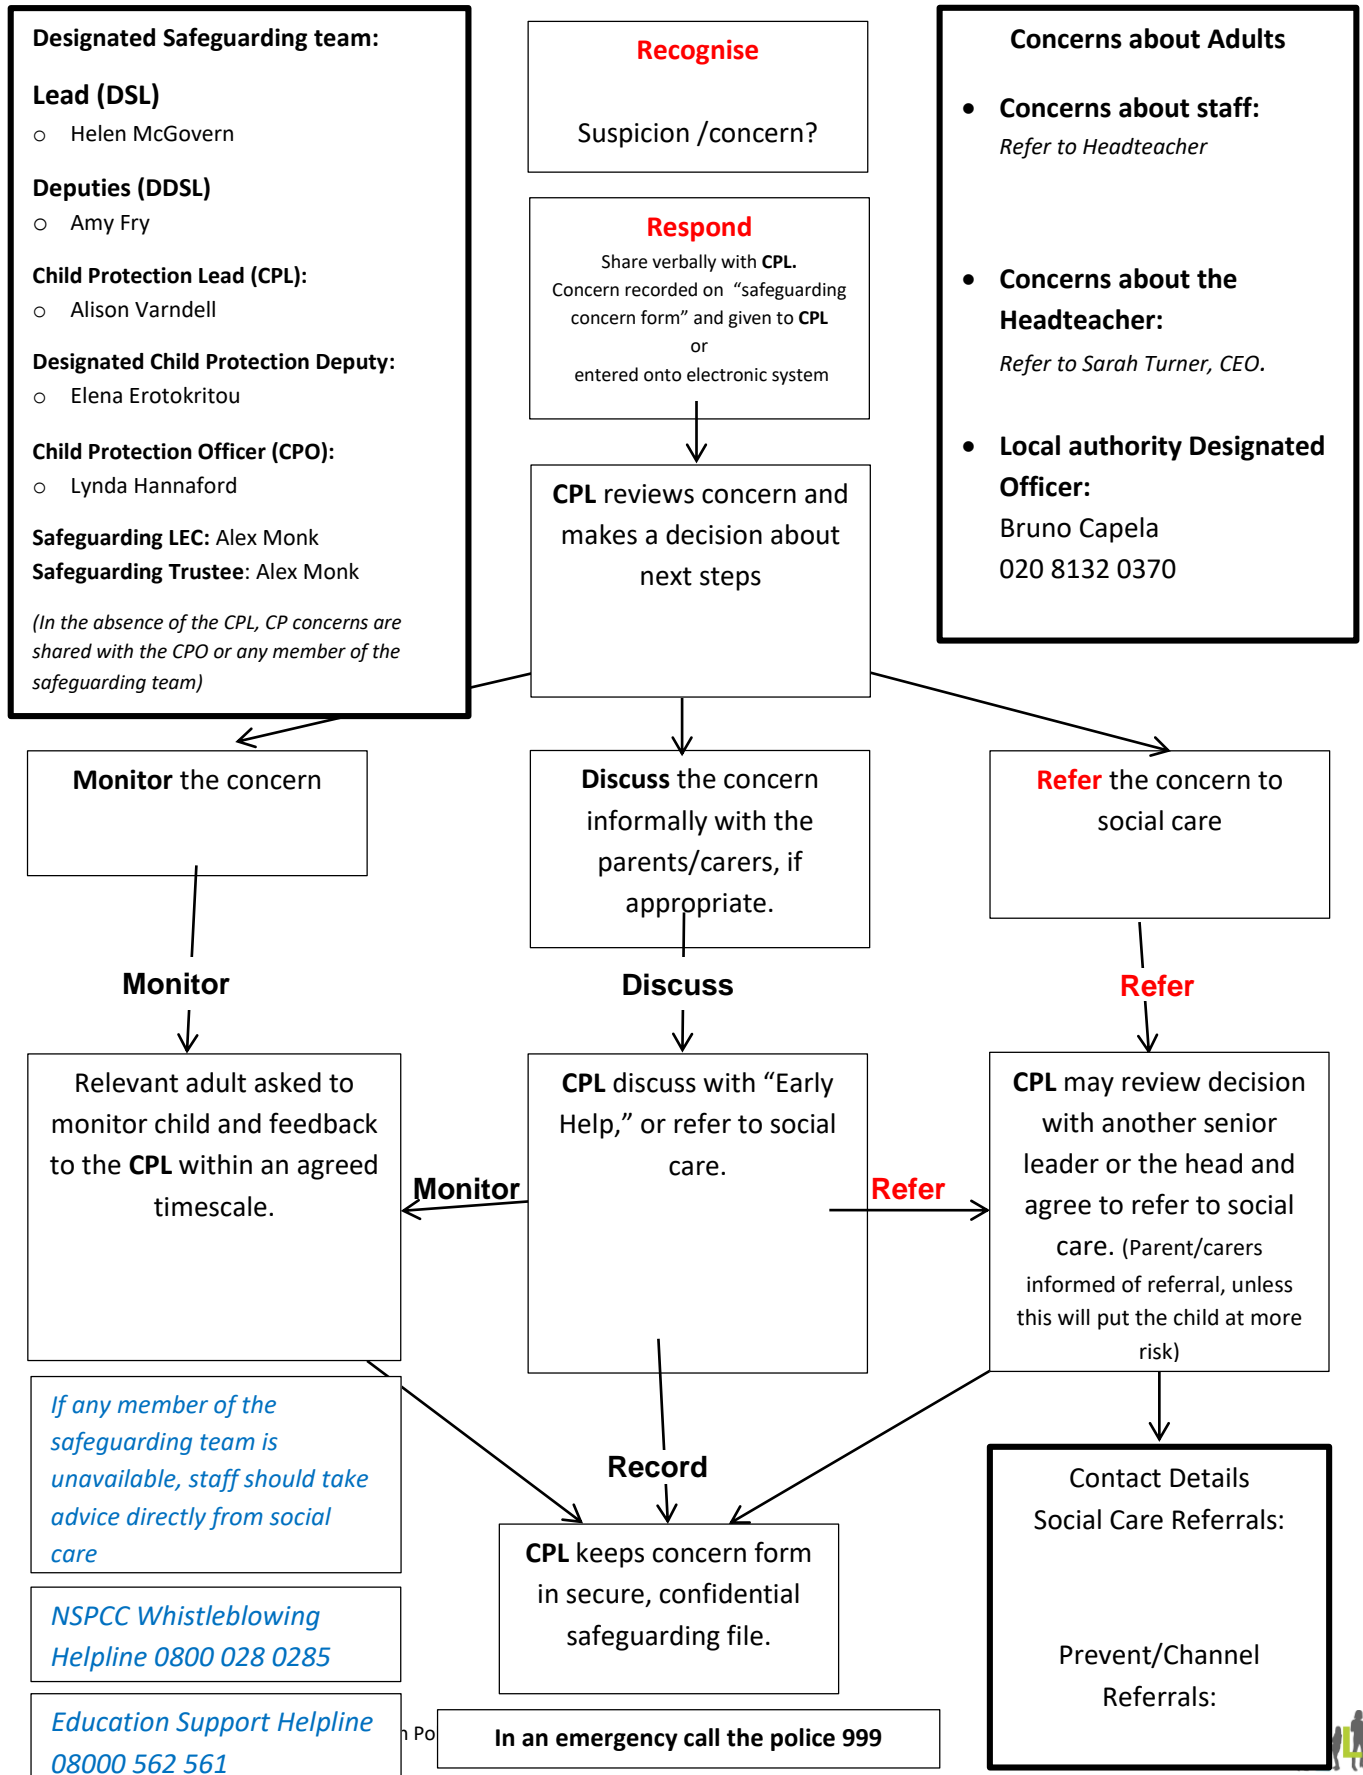 Designated Safeguarding team:
Lead (DSL)
o Helen McGovern
Deputies (DDSL)
o Amy Fry
Child Protection Lead (CPL):
o Alison Varndell
Designated Child Protection Deputy:
o Elena Erotokritou
Child Protection Officer (CPO):
o Lynda Hannaford
Safeguarding LEC: Alex Monk
Safeguarding Trustee: Alex Monk
(In the absence of the CPL, CP concerns are
shared with the CPO or any member of the
safeguarding team)
Recognise
Suspicion /concern?
Respond
Share verbally with CPL.
Concern recorded on “safeguarding
concern form” and given to CPL
or
entered onto electronic system
CPL reviews concern and
makes a decision about
next steps
Concerns about Adults
• Concerns about staff:
Refer to Headteacher
• Concerns about the
Headteacher:
Refer to Sarah Turner, CEO.
• Local authority Designated
Officer:
Bruno Capela
020 8132 0370
Monitor the concern
Discuss the concern
informally with the
parents/carers, if
appropriate.
Refer the concern to
social care
Monitor
Discuss
Refer
Relevant adult asked to
monitor child and feedback
to the CPL within an agreed
timescale.
Monitor
CPL discuss with “Early
Help,” or refer to social
care.
Refer
CPL may review decision
with another senior
leader or the head and
agree to refer to social
care. (Parent/carers
informed of referral, unless
this will put the child at more
risk)
If any member of the
safeguarding team is
unavailable, staff should take
advice directly from social
care
NSPCC Whistleblowing
Helpline 0800 028 0285
Education Support Helpline
08000 562 561
Record
CPL keeps concern form
in secure, confidential
safeguarding file.
Contact Details
Social Care Referrals:
Prevent/Channel
Referrals:
In an emergency call the police 999